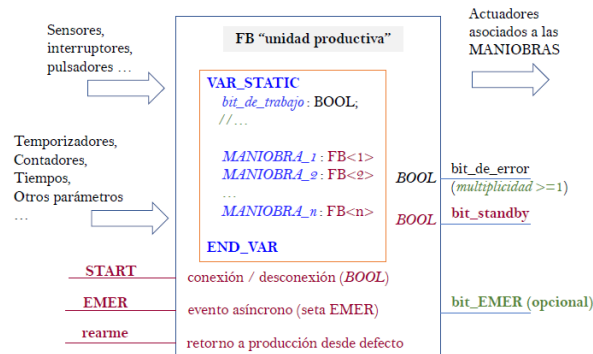 Sensores,
interruptores,
pulsadores …
FB “unidad productiva”
Actuadores
asociados a las
MANIOBRAS
VAR_STATIC
bit_de_trabajo : BOOL;
//…
MANIOBRA_1 : FB<1>
MANIOBRA_2 : FB<2>
…
MANIOBRA_n : FB<n>
END_VAR
Temporizadores,
Contadores,
Tiempos,
Otros parámetros
…
BOOL bit_de_error
(multiplicidad >=1)
BOOL bit_standby
START conexión / desconexión (BOOL)
EMER evento asíncrono (seta EMER)
bit_EMER (opcional)
rearme retorno a producción desde defecto